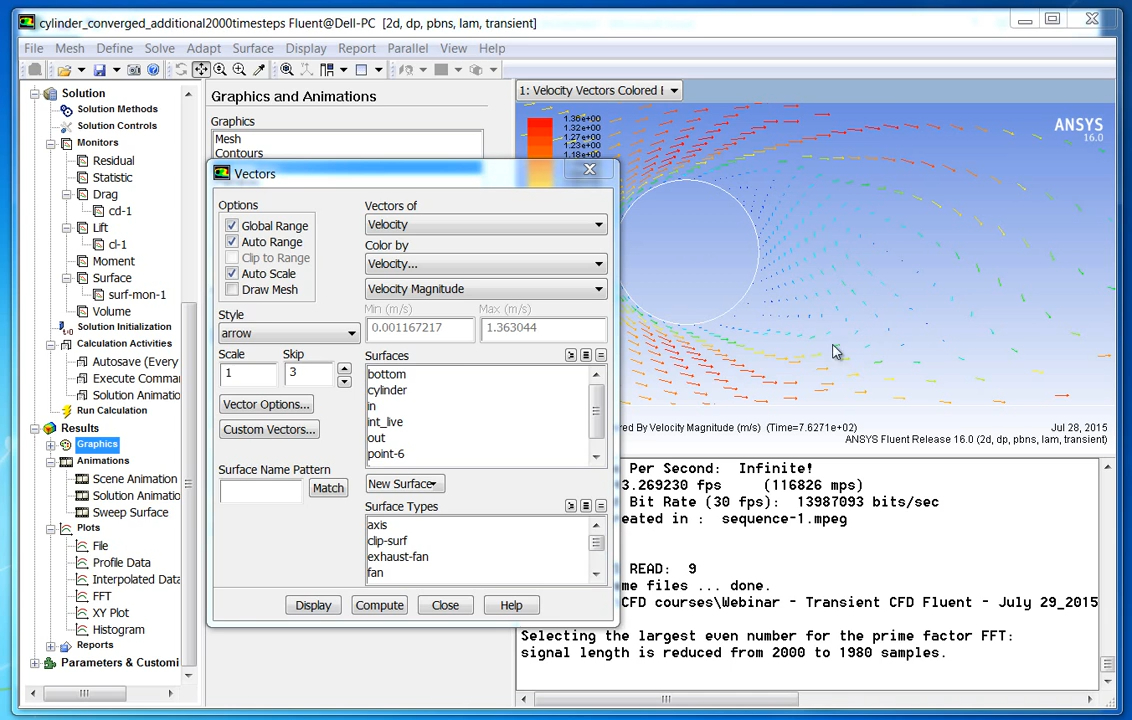 cylinder_converged_additional2000timesteps Fluent@Dell-PC [2d, dp, pbns, lam, transient]
File Mesh Define Solve Adapt Surface Display Report Parallel View Help
Solution
Solution Methods
Solution Controls
Monitors
Residual
Statistic
Drag
cd-1
Lift
cl-1
Moment
Surface
surf-mon-1
Volume
Solution Initialization
Calculation Activities
Autosave (Every
Execute Comma
Solution Animatio
Run Calculation
Results
Graphics
Animations
Scene Animation
Solution Animatio
Sweep Surface
Plots
File
Profile Data
Interpolated Data
FFT
XY Plot
Histogram
Reports
Parameters & Customi
Graphics and Animations
Graphics
Mesh
Contours
Vectors
Options
Global Range
Auto Range
Clip to Range
Auto Scale
Draw Mesh
Style
arrow
Scale Skip
1 3
Vector Options...
Custom Vectors...
Surface Name Pattern
Match
Vectors of
Velocity
Color by
Velocity...
Velocity Magnitude
Min (m/s) Max (m/s)
0.001167217 1.363044
Surfaces
bottom
cylinder
in
int_live
out
point-6
New Surface
Surface Types
axis
clip-surf
exhaust-fan
fan
Display Compute Close Help
1: Velocity Vectors Colored
1.36e+00
1.32e+00
1.27e+00
1.23e+00
1.18e+00
ANSYS
16.0
red By Velocity Magnitude (m/s) (Time=7.6271e+02)
Jul 28, 2015
ANSYS Fluent Release 16.0 (2d, dp, pbns, lam, transient)
Per Second: Infinite!
3.269230 fps (116826 mps)
Bit Rate (30 fps): 13987093 bits/sec
eated in : sequence-1.mpeg
READ: 9
me files ... done.
CFD courses\Webinar - Transient CFD Fluent - July 29_2015
Selecting the largest even number for the prime factor FFT:
signal length is reduced from 2000 to 1980 samples.